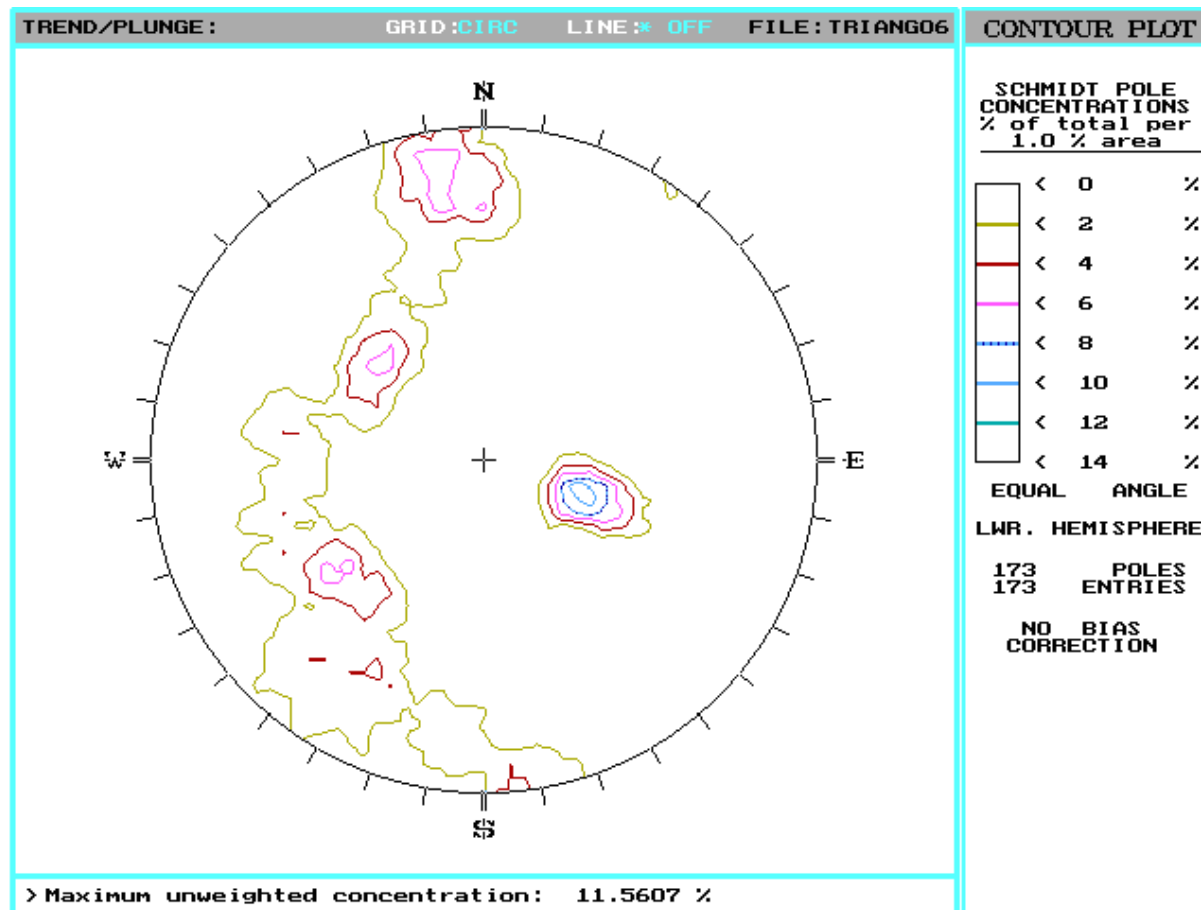 TREND/PLUNGE: GRID:CIRC LINE:* OFF FILE:TRIANG06
CONTOUR PLOT
SCHMIDT POLE
CONCENTRATIONS
% of total per
1.0 % area
< 0 %
< 2 %
< 4 %
< 6 %
< 8 %
< 10 %
< 12 %
< 14 %
EQUAL ANGLE
LWR. HEMISPHERE
173 POLES
173 ENTRIES
NO BIAS
CORRECTION
N
W
E
S
>Maximum unweighted concentration: 11.5607 %